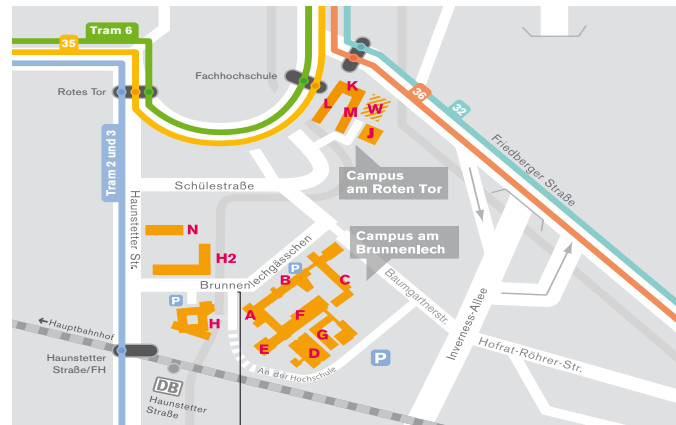 Tram 6
35
Fachhochschule
K
L
M
W
J
36
32
Friedberger Straße
Rotes Tor
Tram 2 und 3
Haunstetter Str.
Schülestraße
Campus
am Roten Tor
N
H2
Campus am
Brunnenlech
Brunnenlechgässchen
P
P
B
C
A
F
G
E
D
H
Baumgartnerstr.
Inverness-Allee
Hofrat-Röhrer-Str.
P
An der Hochschule
Hauptbahnhof
Haunstetter
Straße/FH
DB
Haunstetter
Straße